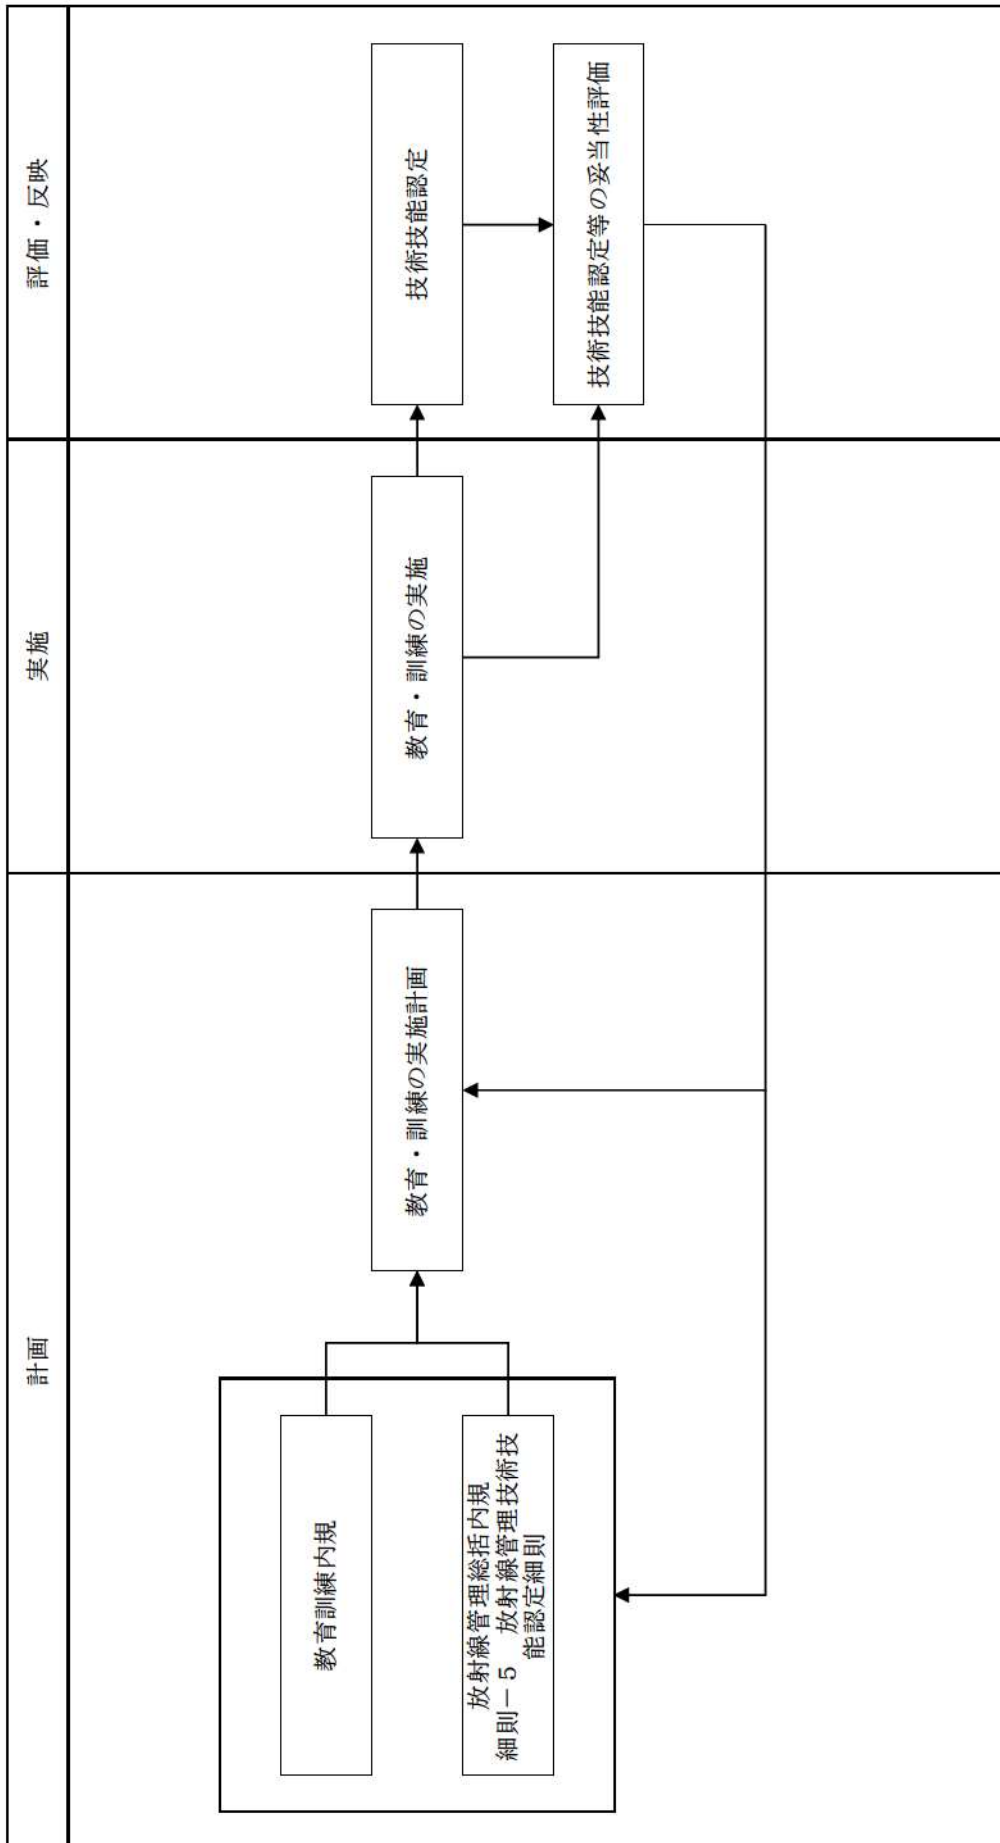 計画
実施
評価・反映
教育訓練内規
放射線管理総括内規
細則－５　放射線管理技術技
能認定細則
教育・訓練の実施計画
教育・訓練の実施
技術技能認定
技術技能認定等の妥当性評価